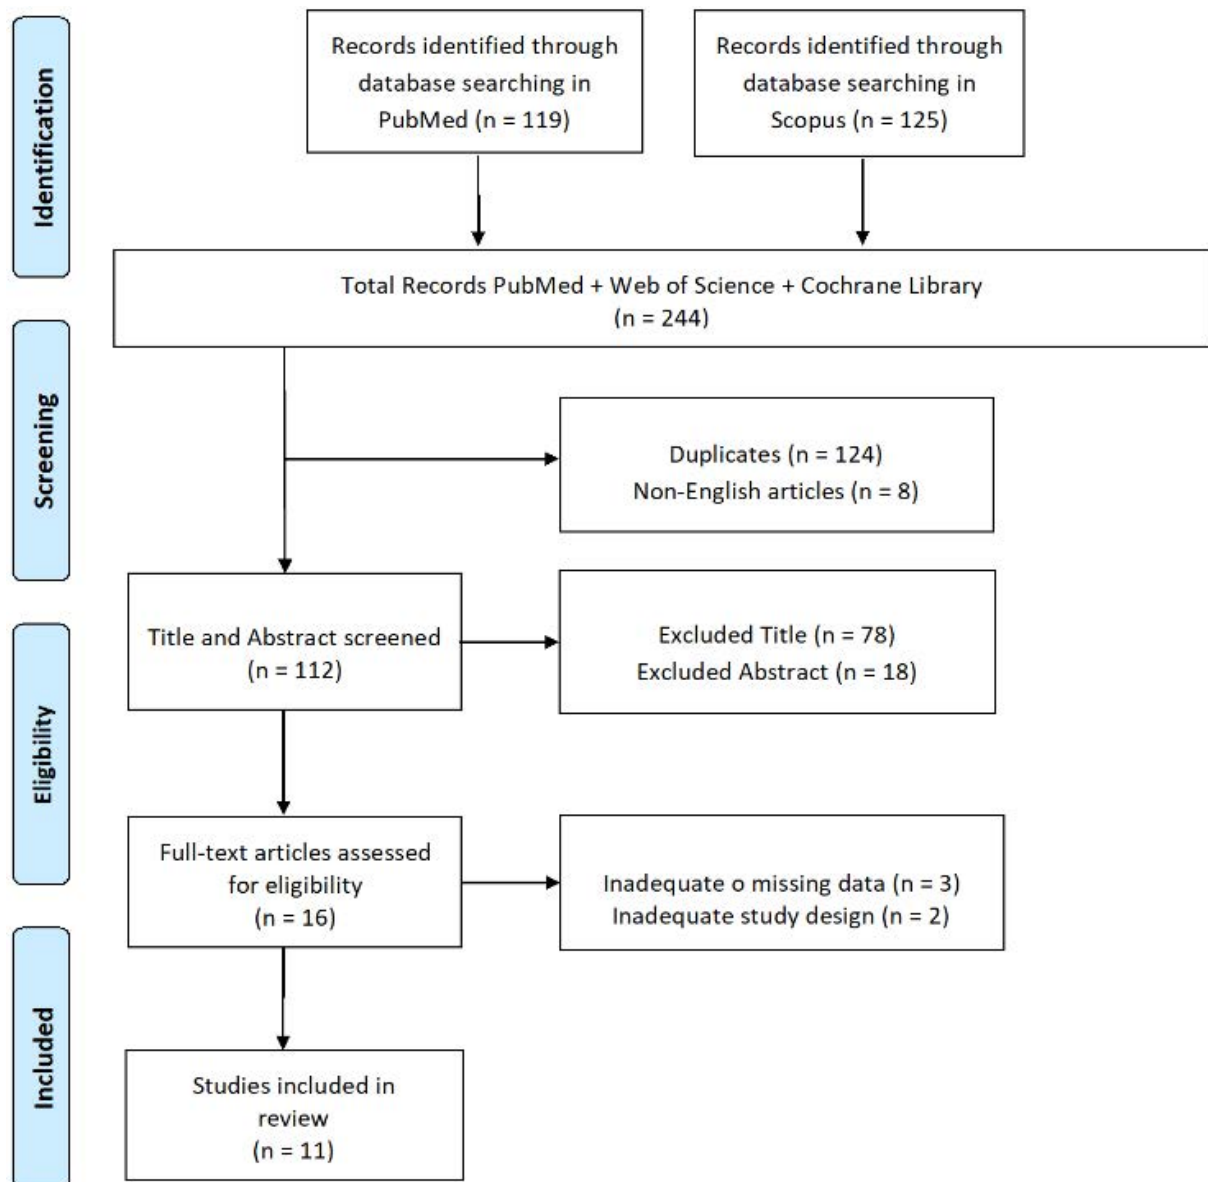 Identification
Records identified through
database searching in
PubMed (n = 119)
Records identified through
database searching in
Scopus (n = 125)
Total Records PubMed + Web of Science + Cochrane Library
(n = 244)
Screening
Duplicates (n = 124)
Non-English articles (n = 8)
Title and Abstract screened
(n = 112)
Excluded Title (n = 78)
Excluded Abstract (n = 18)
Eligibility
Full-text articles assessed
for eligibility
(n = 16)
Inadequate o missing data (n = 3)
Inadequate study design (n = 2)
Included
Studies included in
review
(n = 11)